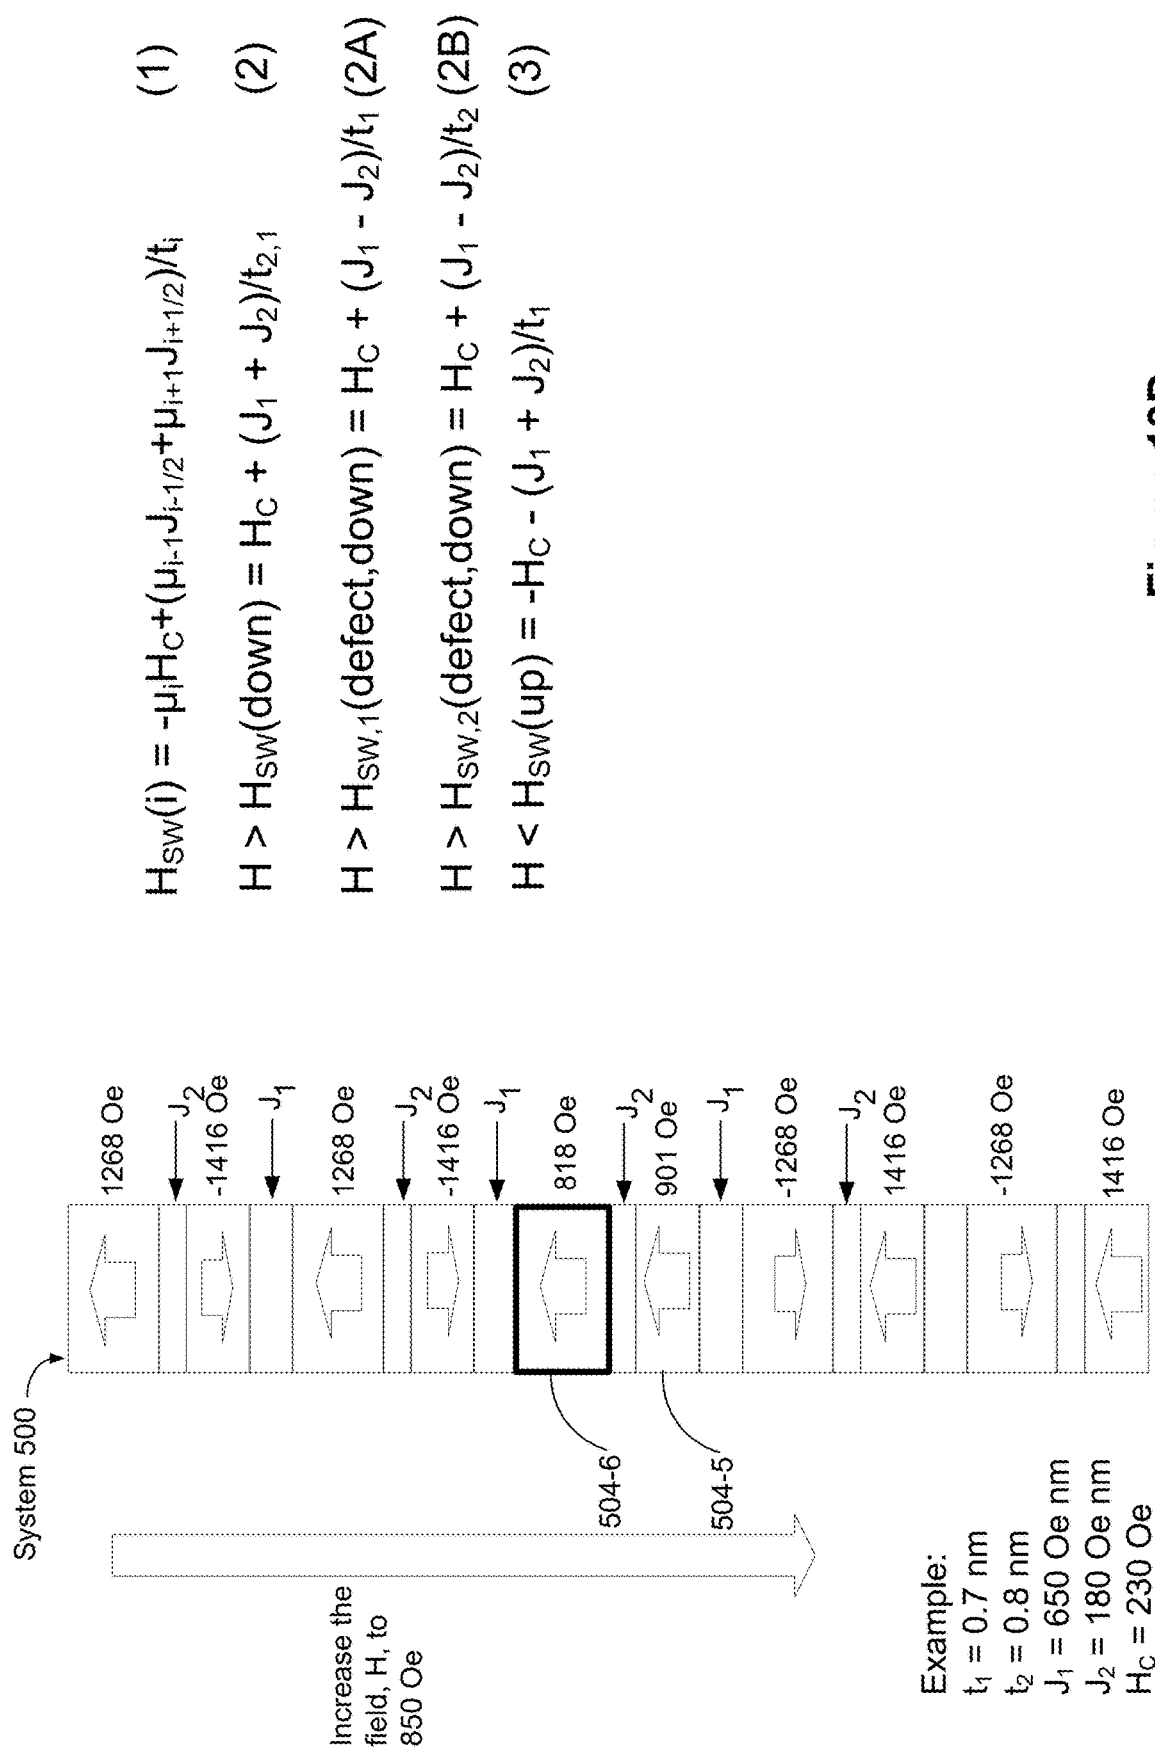 System 500
Increase the
field, H, to
850 Oe
1268 Oe
J2
-1416 Oe
J1
1268 Oe
J2
-1416 Oe
J1
818 Oe
J2
901 Oe
J1
-1268 Oe
J2
1416 Oe
-1268 Oe
1416 Oe
504-6
504-5
Example:
t1 = 0.7 nm
t2 = 0.8 nm
J1 = 650 Oe nm
J2 = 180 Oe nm
HC = 230 Oe
HSW(i) = -μiHC+(μi-1Ji-1/2+μi+1Ji+1/2)/ti (1)
H > HSW(down) = HC + (J1 + J2)/t2,1 (2)
H > HSW,1(defect,down) = HC + (J1 - J2)/t1 (2A)
H > HSW,2(defect,down) = HC + (J1 - J2)/t2 (2B)
H < HSW(up) = -HC - (J1 + J2)/t1 (3)